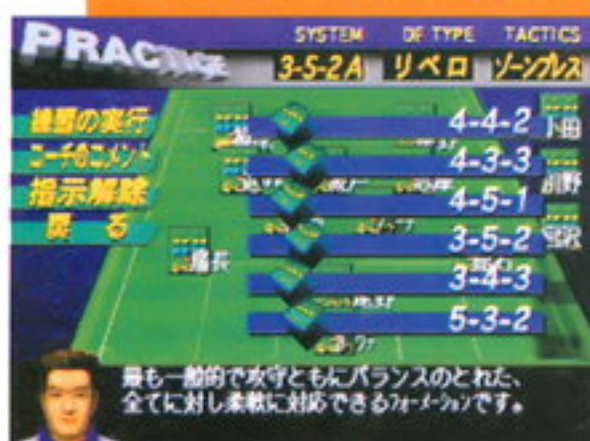 PRACTICE
SYSTEM DF TYPE TACTICS
3-5-2A リベロ ゾーンプレス
練習の実行
コーチのコメント
指示解除
戻る
4-4-2
4-3-3
4-5-1
3-5-2
3-4-3
5-3-2
最も一般的で攻守ともにバランスのとれた、
全てに対し柔軟に対応できるフォーメーションです。